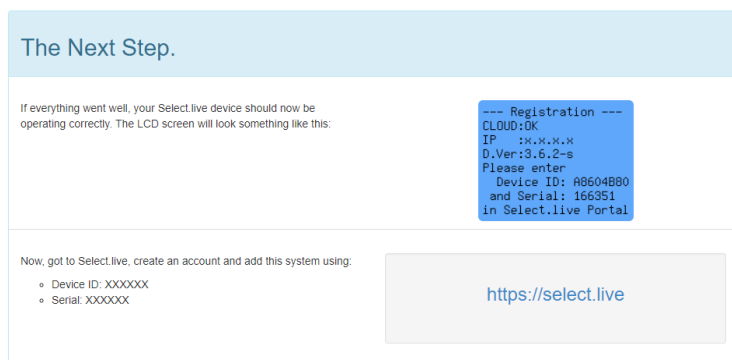 The Next Step.
If everything went well, your Select.live device should now be
operating correctly. The LCD screen will look something like this:
--- Registration ---
CLOUD:OK
IP :x.x.x.x
D.Ver:3.6.2-s
Please enter
Device ID: A8604B80
and Serial: 166351
in Select.live Portal
Now, got to Select.live, create an account and add this system using:
Device ID: XXXXXX
Serial: XXXXXX
https://select.live